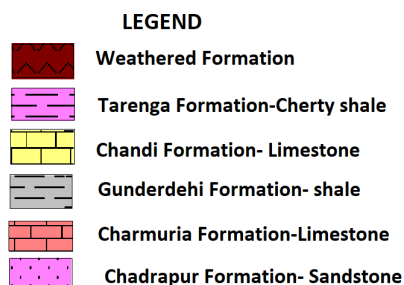 LEGEND
Weathered Formation
Tarenga Formation-Cherty shale
Chandi Formation- Limestone
Gunderdehi Formation- shale
Charmuria Formation-Limestone
Chadrapur Formation- Sandstone